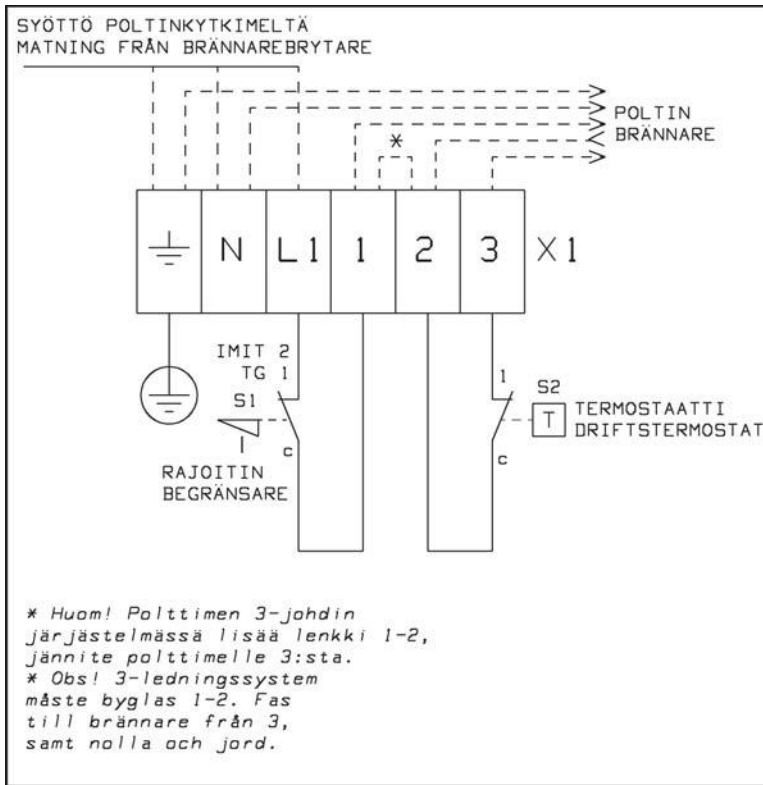 SYÖTTÖ POLTINKYTKIMELTÄ
MATNING FRÅN BRÄNNAREBRYTARE
POLTIN
BRÄNNARE
*
N L1 1 2 3 X1
IMIT 2
TG 1
S1
c
RAJOITIN
BEGRÄNSARE
1
S2
T
TERMOSTAATTI
DRIFTSTERMOSTAT
c
* Huom! Polttimen 3-johdin
järjästelmässä lisää lenkki 1-2,
jännite polttimelle 3:sta.
* Obs! 3-ledningssystem
måste byglas 1-2. Fas
till brännare från 3,
samt nolla och jord.